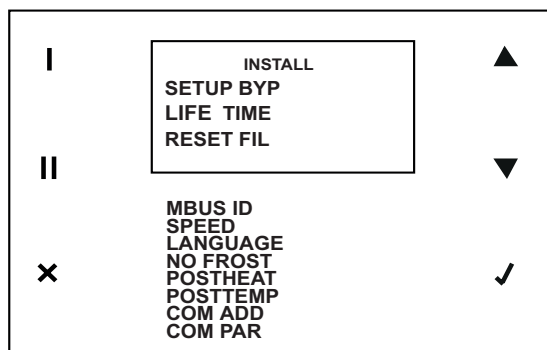 I
INSTALL
SETUP BYP
LIFE TIME
RESET FIL
II
MBUS ID
SPEED
LANGUAGE
NO FROST
POSTHEAT
POSTTEMP
COM ADD
COM PAR